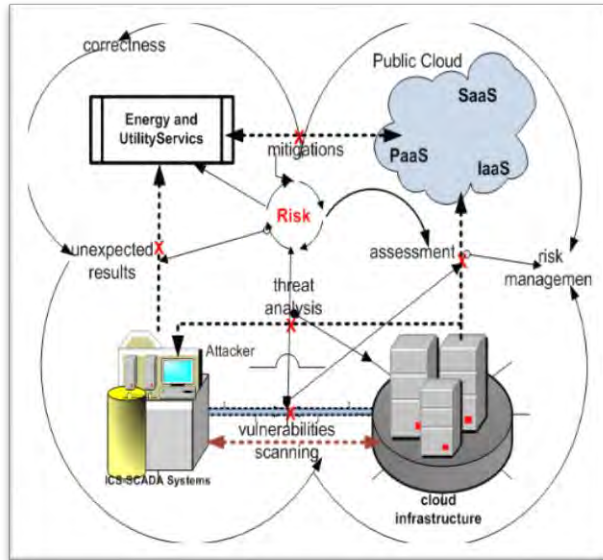 correctness
Public Cloud
SaaS
Energy and
UtilityServics
mitigations
PaaS
IaaS
Risk
unexpected
results
assessment
risk
managemen
threat
analysis
Attacker
vulnerabilities
scanning
ICS-SCADA Systems
cloud
infrastructure